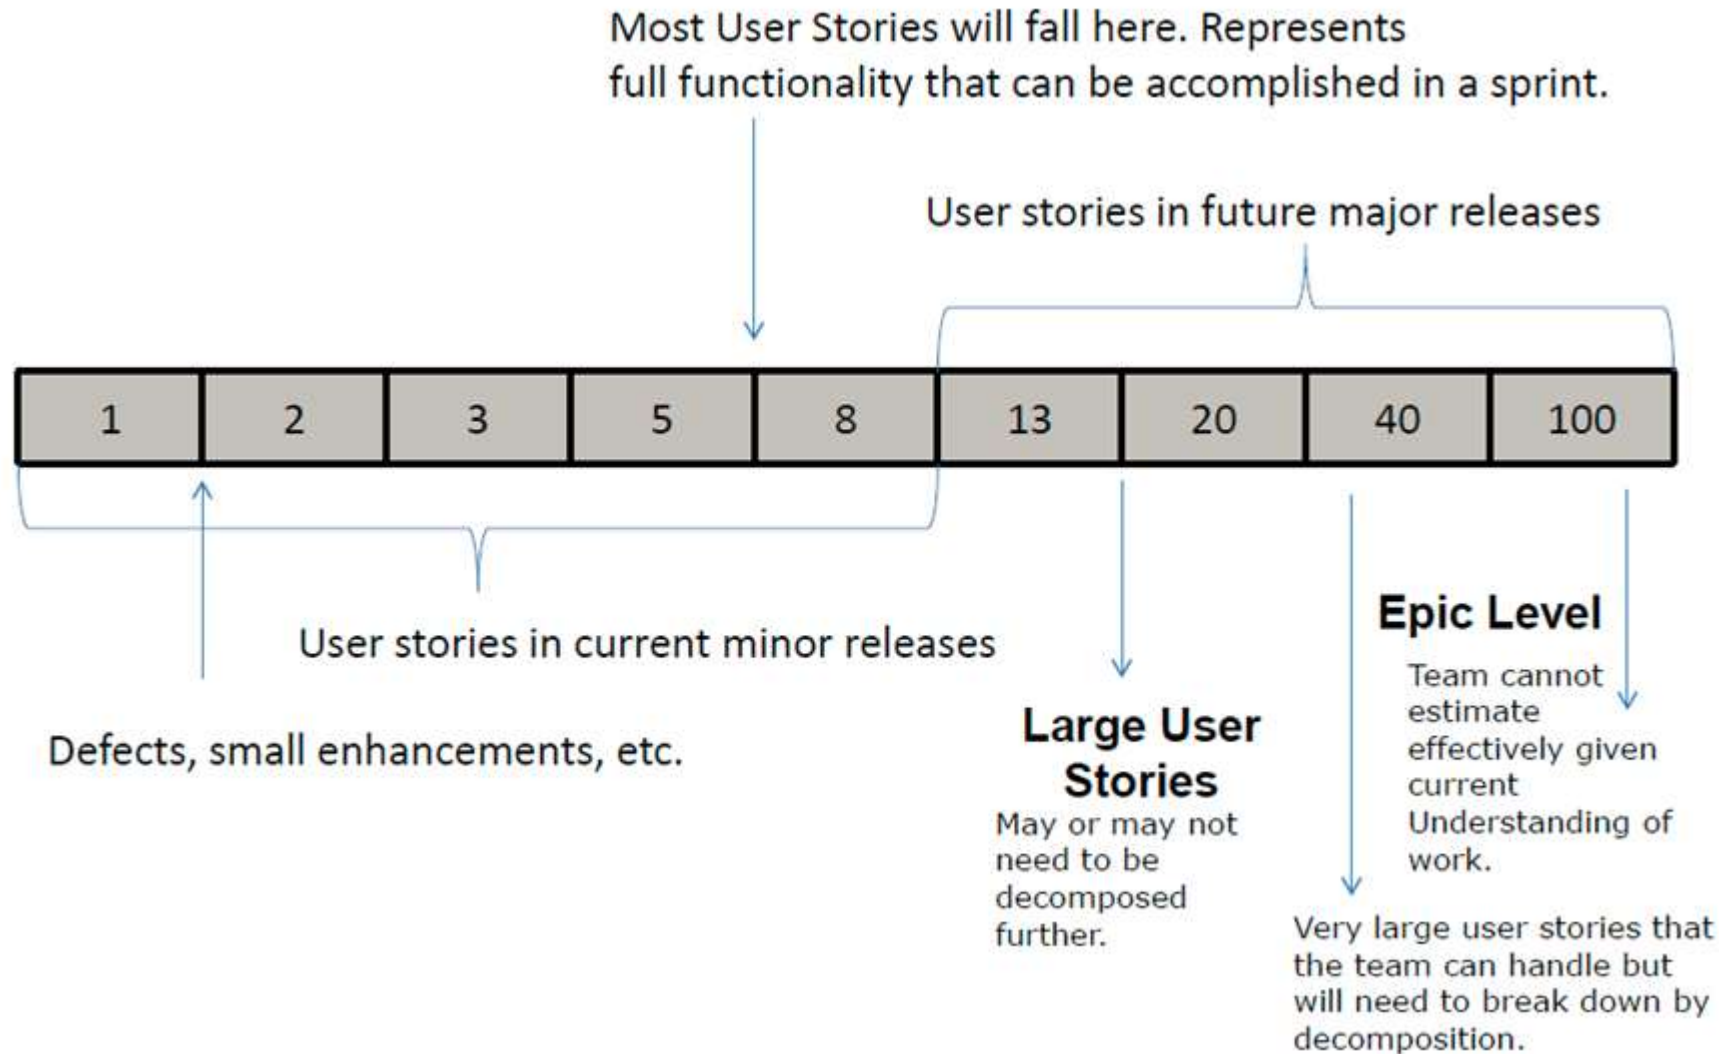 Most User Stories will fall here. Represents
full functionality that can be accomplished in a sprint.
User stories in future major releases
1 2 3 5 8 13 20 40 100
User stories in current minor releases
Defects, small enhancements, etc.
Large User
Stories
May or may not
need to be
decomposed
further.
Epic Level
Team cannot
estimate
effectively given
current
Understanding of
work.
Very large user stories that
the team can handle but
will need to break down by
decomposition.